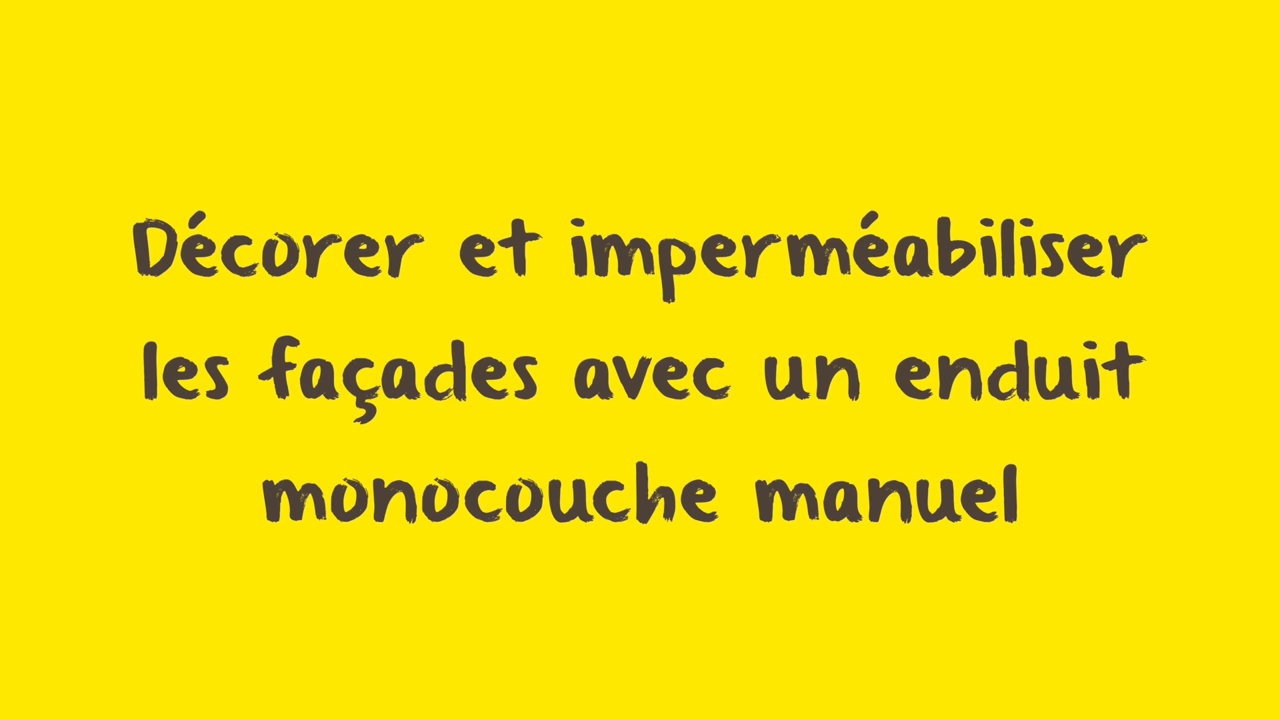 Décorer et imperméabiliser
les façades avec un enduit
monocouche manuel